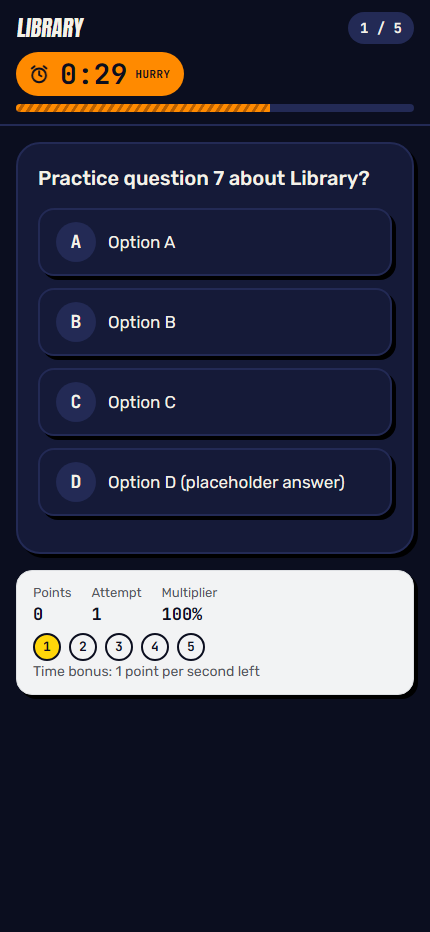 LIBRARY
1 / 5
0:29 HURRY
Practice question 7 about Library?
A Option A
B Option B
C Option C
D Option D (placeholder answer)
Points Attempt Multiplier
0 1 100%
1 2 3 4 5
Time bonus: 1 point per second left